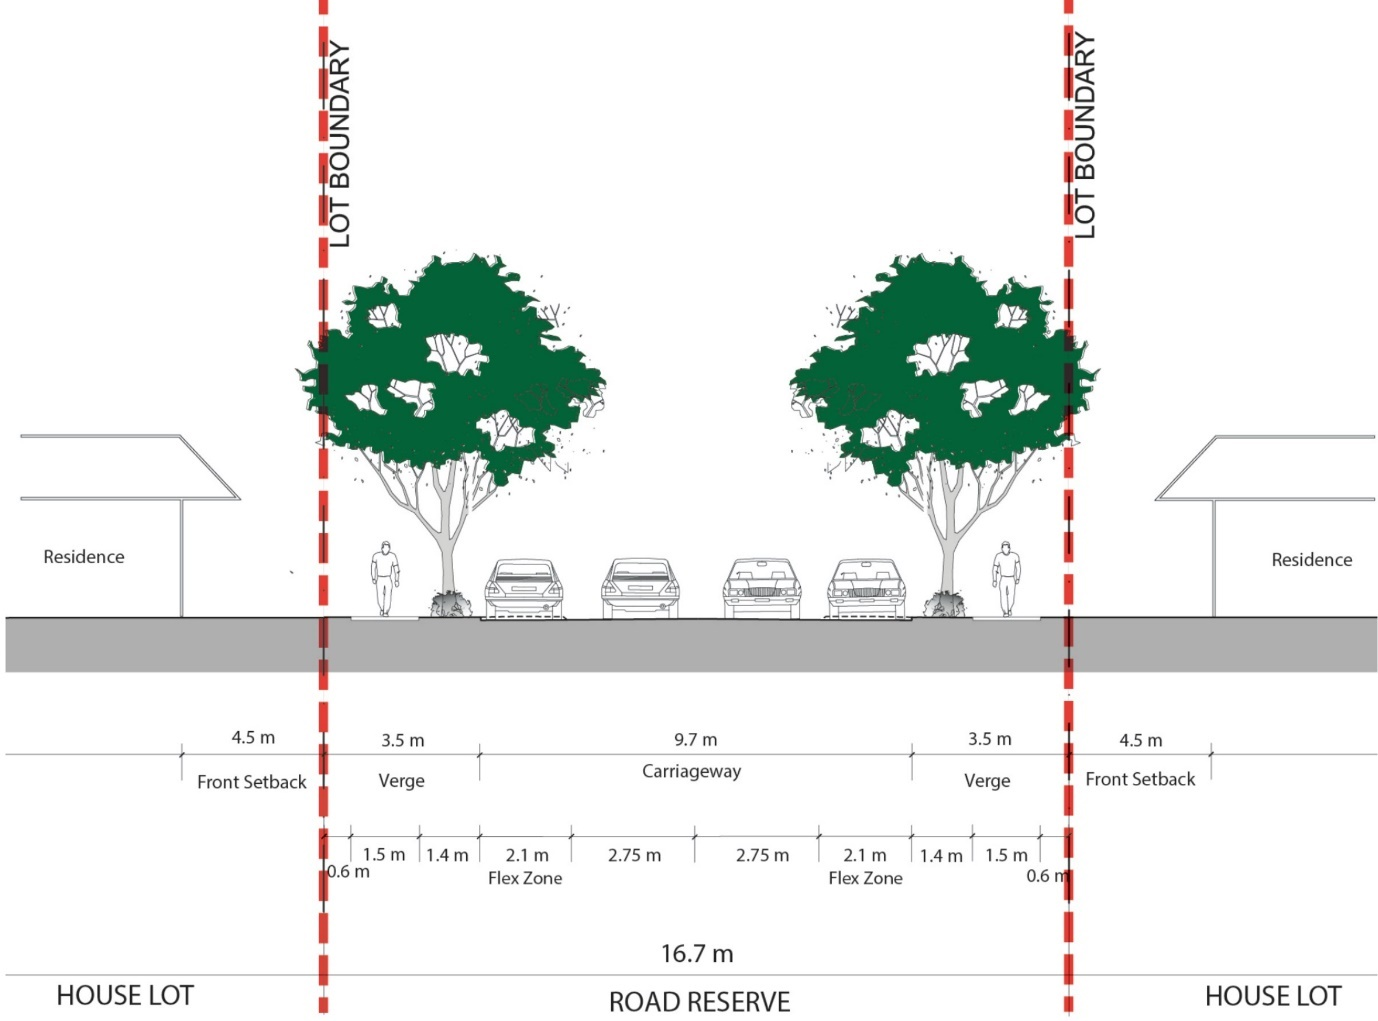 LOT BOUNDARY
LOT BOUNDARY
Residence
Residence
4.5 m
3.5 m
9.7 m
3.5 m
4.5 m
Front Setback
Verge
Carriageway
Verge
Front Setback
0.6 m
1.5 m
1.4 m
2.1 m
2.75 m
2.75 m
2.1 m
1.4 m
1.5 m
0.6 m
Flex Zone
Flex Zone
16.7 m
HOUSE LOT
ROAD RESERVE
HOUSE LOT